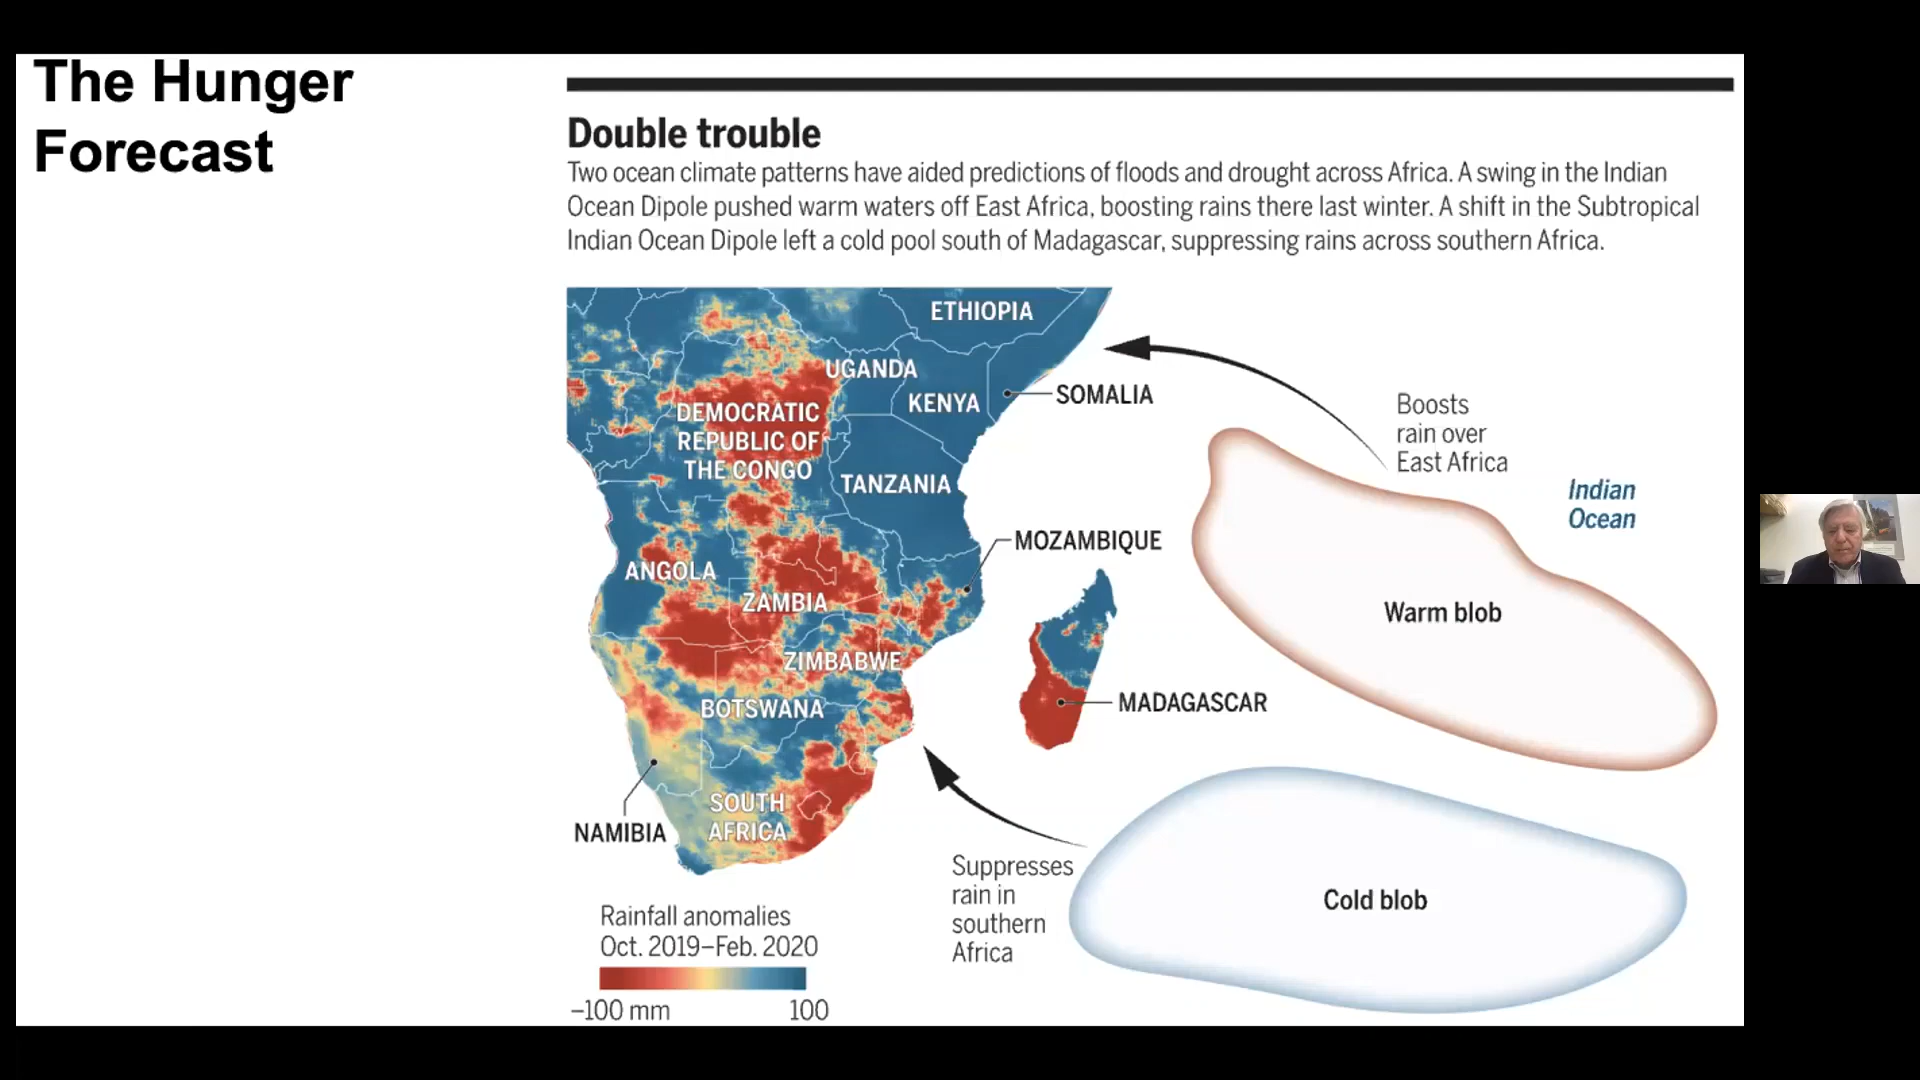 The Hunger
Forecast
Double trouble
Two ocean climate patterns have aided predictions of floods and drought across Africa. A swing in the Indian
Ocean Dipole pushed warm waters off East Africa, boosting rains there last winter. A shift in the Subtropical
Indian Ocean Dipole left a cold pool south of Madagascar, suppressing rains across southern Africa.
ETHIOPIA
UGANDA
KENYA
SOMALIA
DEMOCRATIC
REPUBLIC OF
THE CONGO
TANZANIA
Boosts
rain over
East Africa
Indian
Ocean
MOZAMBIQUE
ANGOLA
ZAMBIA
Warm blob
ZIMBABWE
BOTSWANA
MADAGASCAR
NAMIBIA
SOUTH
AFRICA
Suppresses
rain in
southern
Africa
Cold blob
Rainfall anomalies
Oct. 2019–Feb. 2020
–100 mm
100